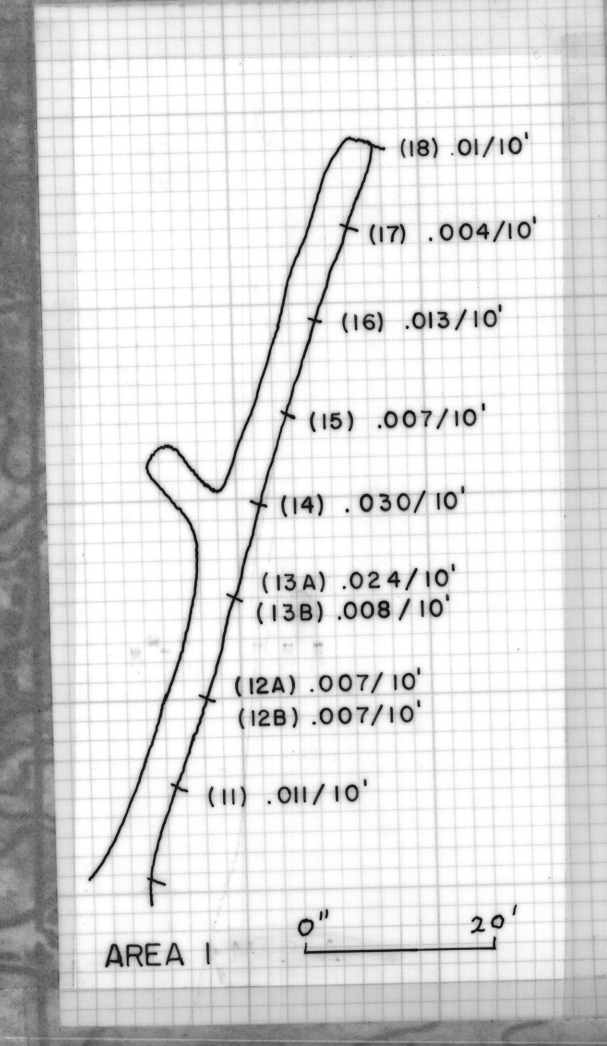 (18) .01/10'
(17) .004/10'
(16) .013/10'
(15) .007/10'
(14) .030/10'
(13A) .024/10'
(13B) .008/10'
(12A) .007/10'
(12B) .007/10'
(11) .011/10'
0" 20'
AREA 1